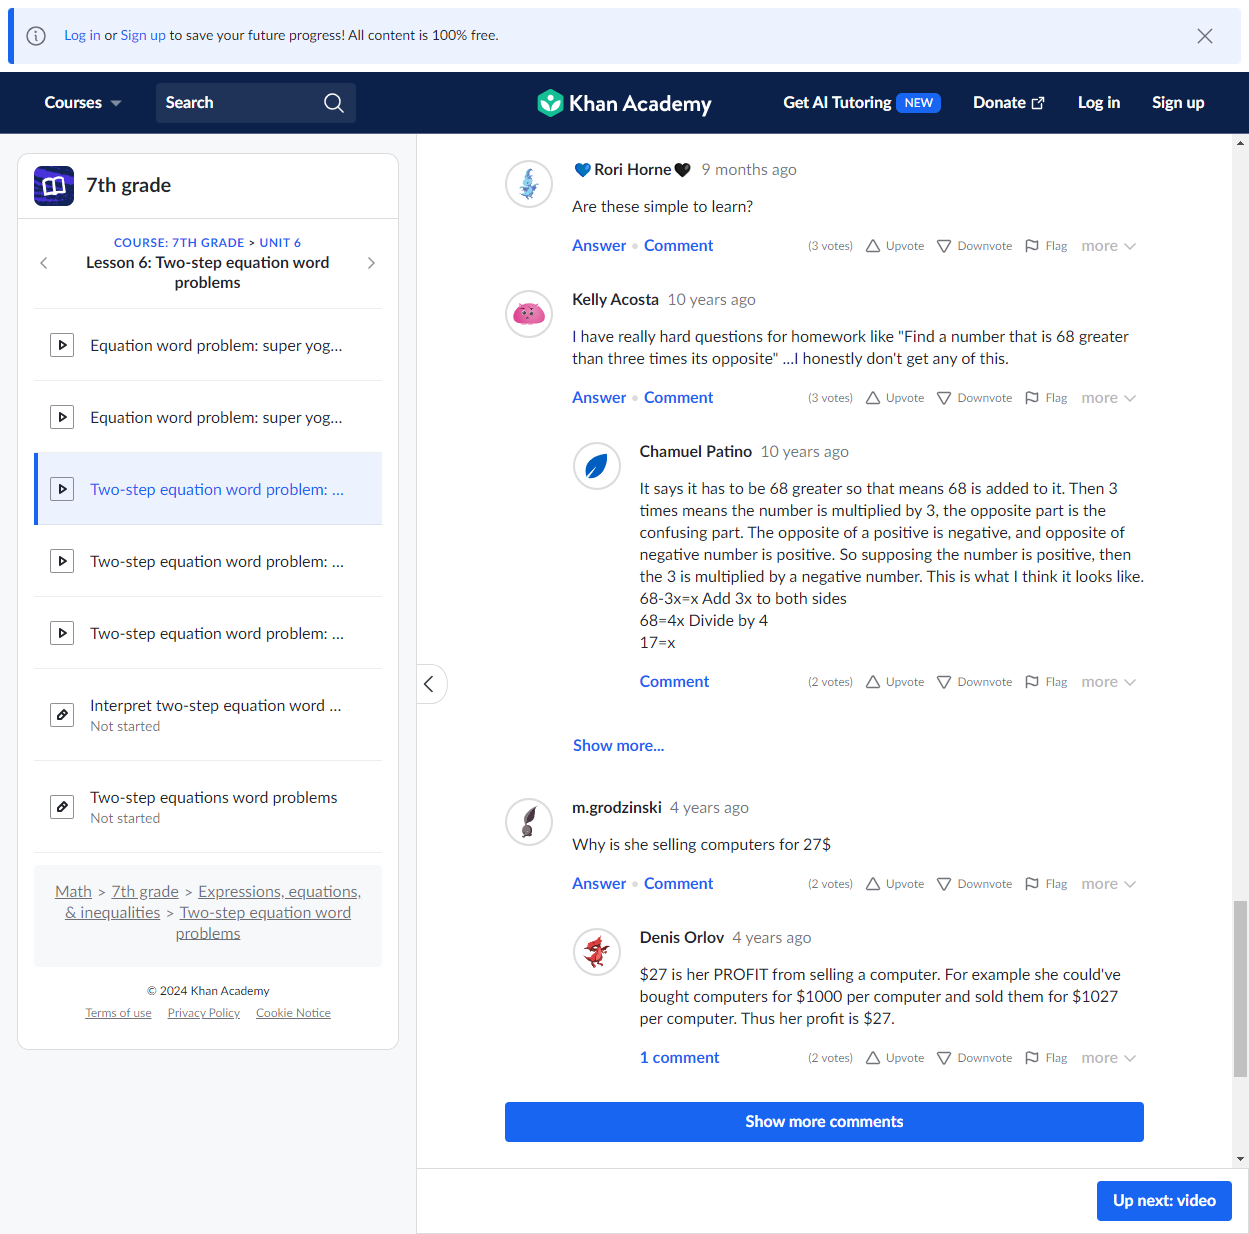 Log in or Sign up to save your future progress! All content is 100% free.
Courses
Search
Khan Academy
Get AI Tutoring NEW
Donate
Log in
Sign up
7th grade
COURSE: 7TH GRADE > UNIT 6
Lesson 6: Two-step equation word
problems
Equation word problem: super yog...
Equation word problem: super yog...
Two-step equation word problem: ...
Two-step equation word problem: ...
Two-step equation word problem: ...
Interpret two-step equation word ...
Not started
Two-step equations word problems
Not started
Math > 7th grade > Expressions, equations,
& inequalities > Two-step equation word
problems
© 2024 Khan Academy
Terms of use Privacy Policy Cookie Notice
💙Rori Horne🖤 9 months ago
Are these simple to learn?
Answer • Comment (3 votes) Upvote Downvote Flag more
Kelly Acosta 10 years ago
I have really hard questions for homework like "Find a number that is 68 greater
than three times its opposite" ...I honestly don't get any of this.
Answer • Comment (3 votes) Upvote Downvote Flag more
Chamuel Patino 10 years ago
It says it has to be 68 greater so that means 68 is added to it. Then 3
times means the number is multiplied by 3, the opposite part is the
confusing part. The opposite of a positive is negative, and opposite of
negative number is positive. So supposing the number is positive, then
the 3 is multiplied by a negative number. This is what I think it looks like.
68-3x=x Add 3x to both sides
68=4x Divide by 4
17=x
Comment (2 votes) Upvote Downvote Flag more
Show more...
m.grodzinski 4 years ago
Why is she selling computers for 27$
Answer • Comment (2 votes) Upvote Downvote Flag more
Denis Orlov 4 years ago
$27 is her PROFIT from selling a computer. For example she could've
bought computers for $1000 per computer and sold them for $1027
per computer. Thus her profit is $27.
1 comment (2 votes) Upvote Downvote Flag more
Show more comments
Up next: video